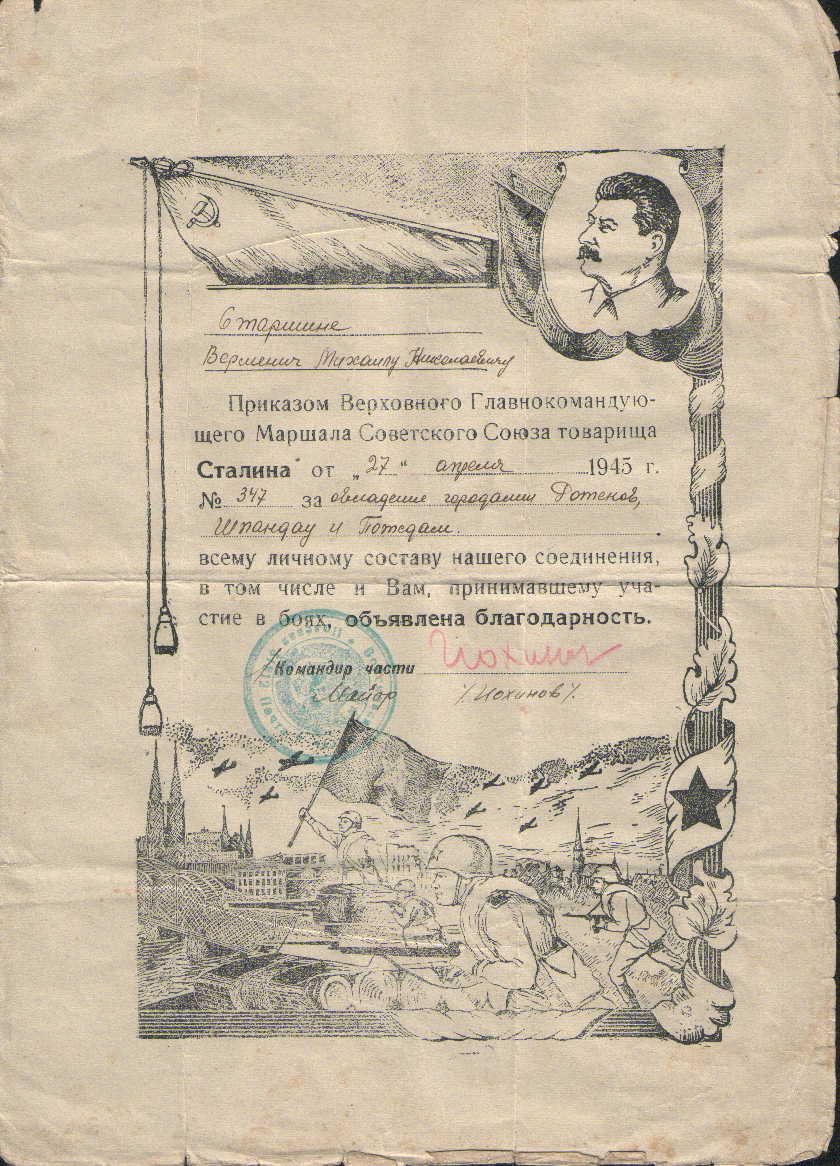 Старшине
Верменич Михаилу Николаевичу
Приказом Верховного Главнокомандую-
щего Маршала Советского Союза товарища
Сталина от „27“ апреля 1945 г.
№ 347 за овладение городами Ротенов,
Шпандау и Потсдам.
всему личному составу нашего соединения,
в том числе и Вам, принимавшему уча-
стие в боях, объявлена благодарность.
Командир части
Майор /Иохинов/.